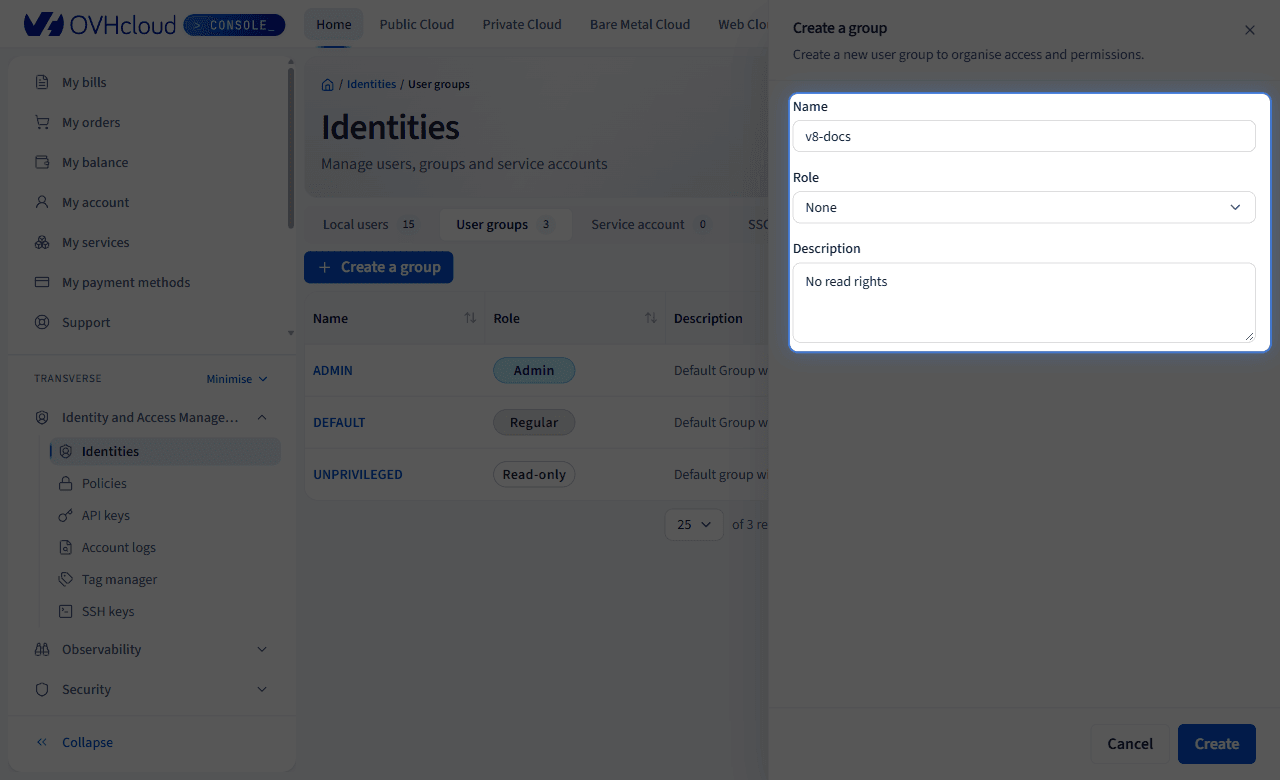 OVHcloud > CONSOLE_
Home Public Cloud Private Cloud Bare Metal Cloud Web Clo
My bills
My orders
My balance
My account
My services
My payment methods
Support
TRANSVERSE Minimise
Identity and Access Manage...
Identities
Policies
API keys
Account logs
Tag manager
SSH keys
Observability
Security
Collapse
/ Identities / User groups
Identities
Manage users, groups and service accounts
Local users 15 User groups 3 Service account 0 SSO
+ Create a group
Name Role Description
ADMIN Admin Default Group w
DEFAULT Regular Default Group w
UNPRIVILEGED Read-only Default group wi
25 of 3 re
Create a group
Create a new user group to organise access and permissions.
Name
v8-docs
Role
None
Description
No read rights
Cancel Create